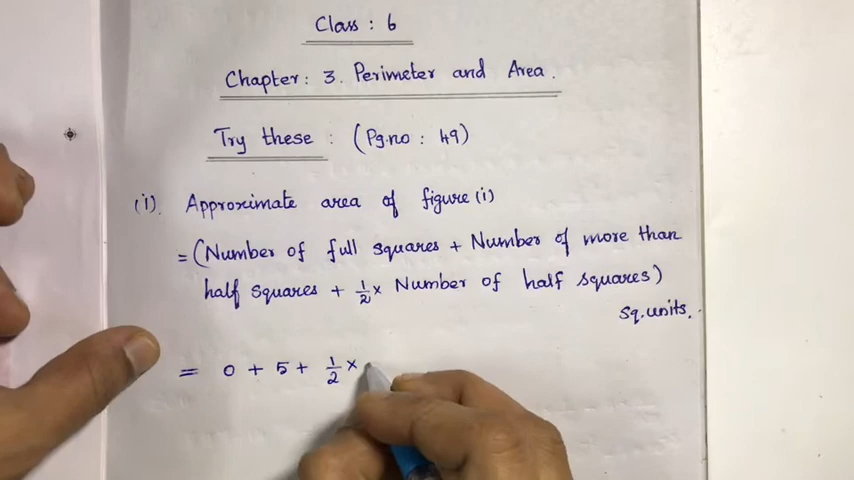 Class : 6
Chapter : 3. Perimeter and Area.
Try these : (Pg.no : 49)
(i). Approximate area of figure (i)
= (Number of full squares + Number of more than
half squares + 1/2 × Number of half squares)
sq.units.
= 0 + 5 + 1/2 ×